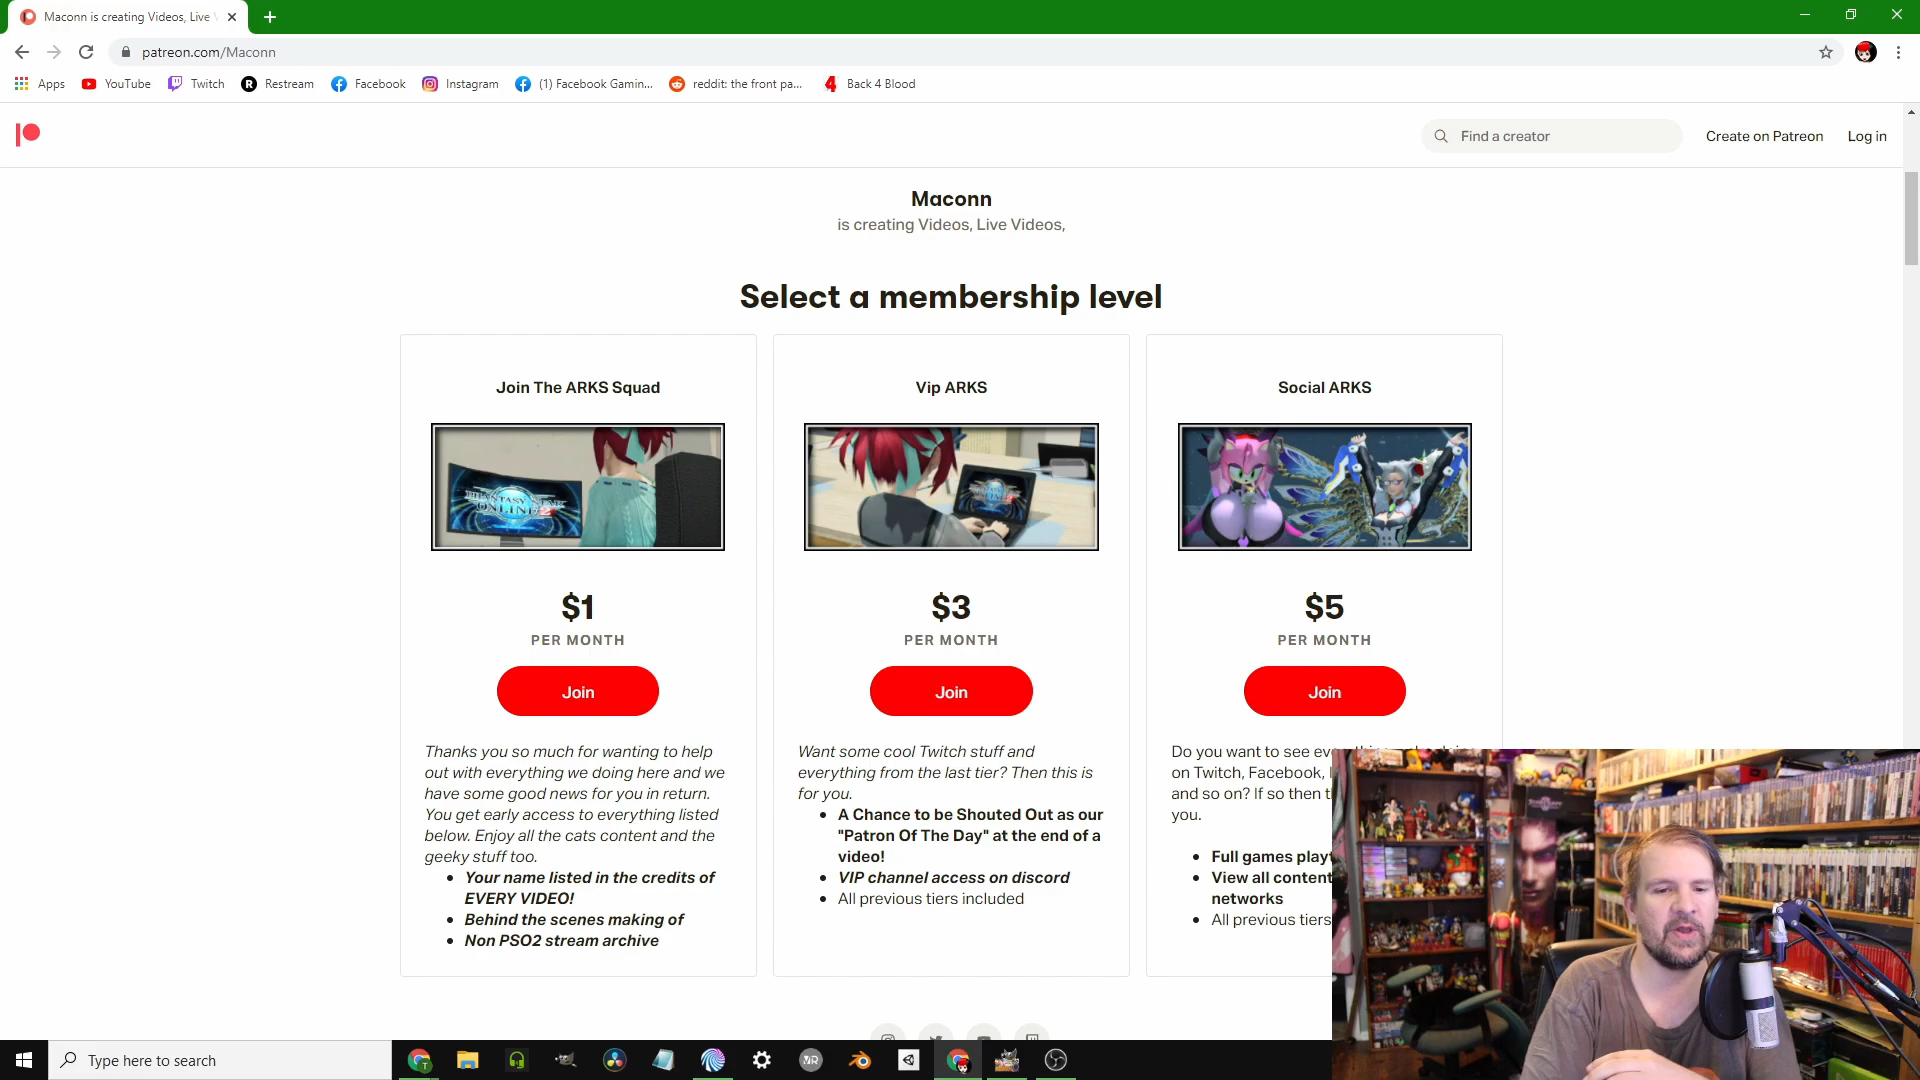 Maconn is creating Videos, Live V
patreon.com/Maconn
Apps YouTube Twitch Restream Facebook Instagram (1) Facebook Gamin... reddit: the front pa... Back 4 Blood
Find a creator
Create on Patreon
Log in
Maconn
is creating Videos, Live Videos,
Select a membership level
Join The ARKS Squad
PHANTASY STAR
ONLINE 2
$1
PER MONTH
Join
Thanks you so much for wanting to help
out with everything we doing here and we
have some good news for you in return.
You get early access to everything listed
below. Enjoy all the cats content and the
geeky stuff too.
• Your name listed in the credits of
EVERY VIDEO!
• Behind the scenes making of
• Non PSO2 stream archive
Vip ARKS
$3
PER MONTH
Join
Want some cool Twitch stuff and
everything from the last tier? Then this is
for you.
• A Chance to be Shouted Out as our
"Patron Of The Day" at the end of a
video!
• VIP channel access on discord
• All previous tiers included
Social ARKS
$5
PER MONTH
Join
Do you want to see
on Twitch, Facebook,
and so on? If so then
you.
• Full games
• View all content
networks
• All previous tiers
Type here to search